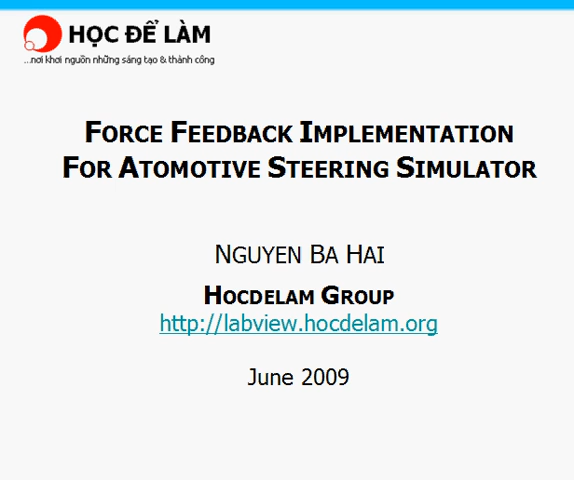 HỌC ĐỂ LÀM
...nơi khơi nguồn những sáng tạo & thành công
FORCE FEEDBACK IMPLEMENTATION
FOR ATOMOTIVE STEERING SIMULATOR
NGUYEN BA HAI
HOCDELAM GROUP
http://labview.hocdelam.org
June 2009